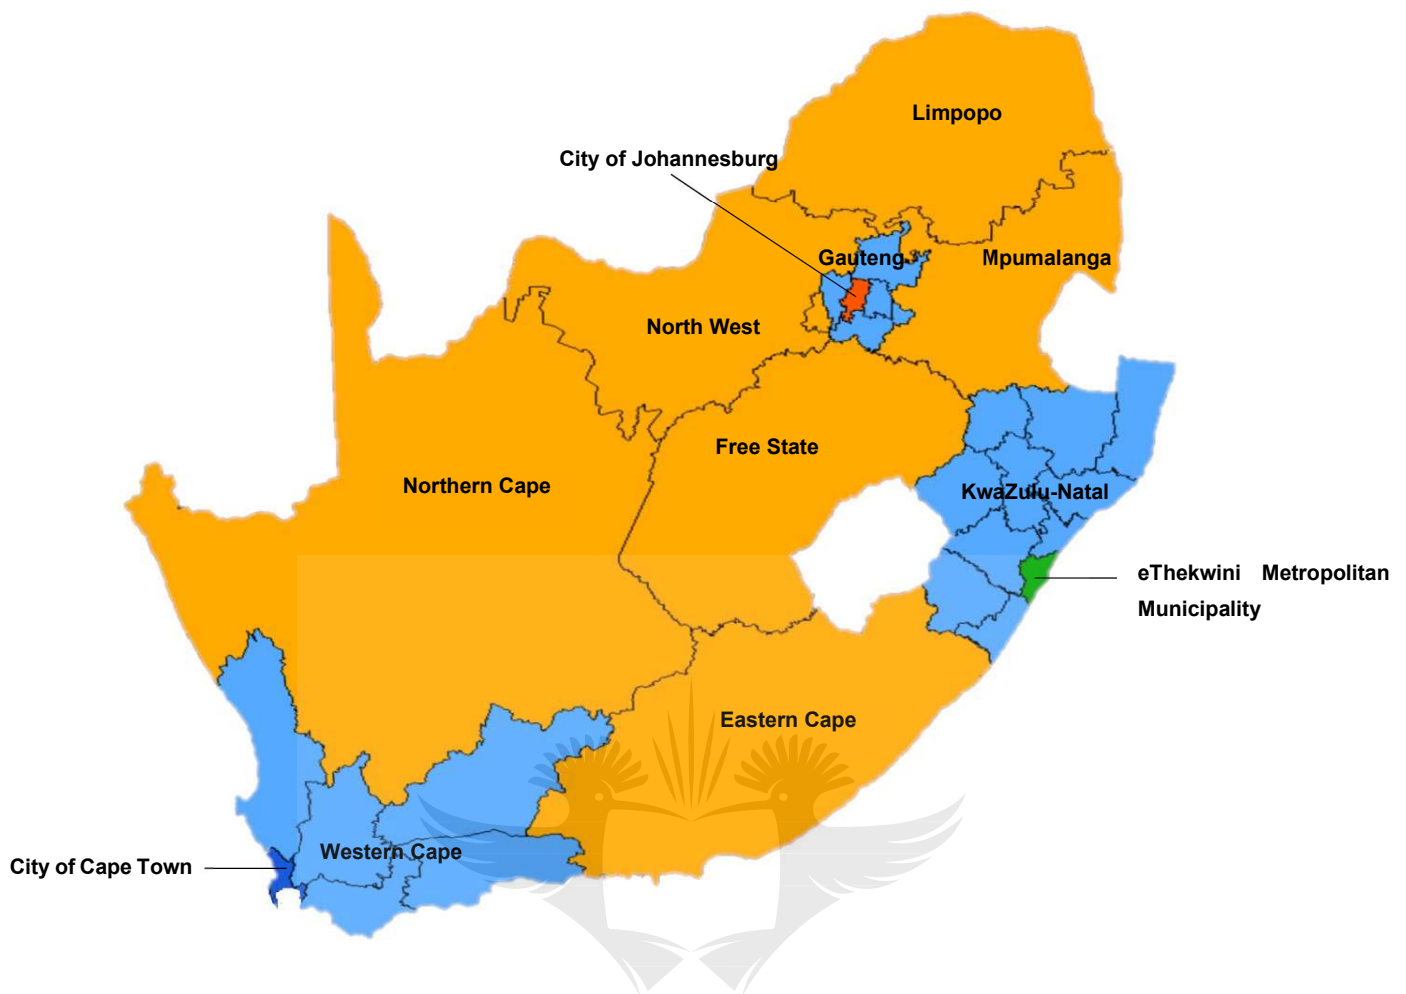 Limpopo
City of Johannesburg
Gauteng
Mpumalanga
North West
Free State
Northern Cape
KwaZulu-Natal
eThekwini Metropolitan
Municipality
Eastern Cape
Western Cape
City of Cape Town